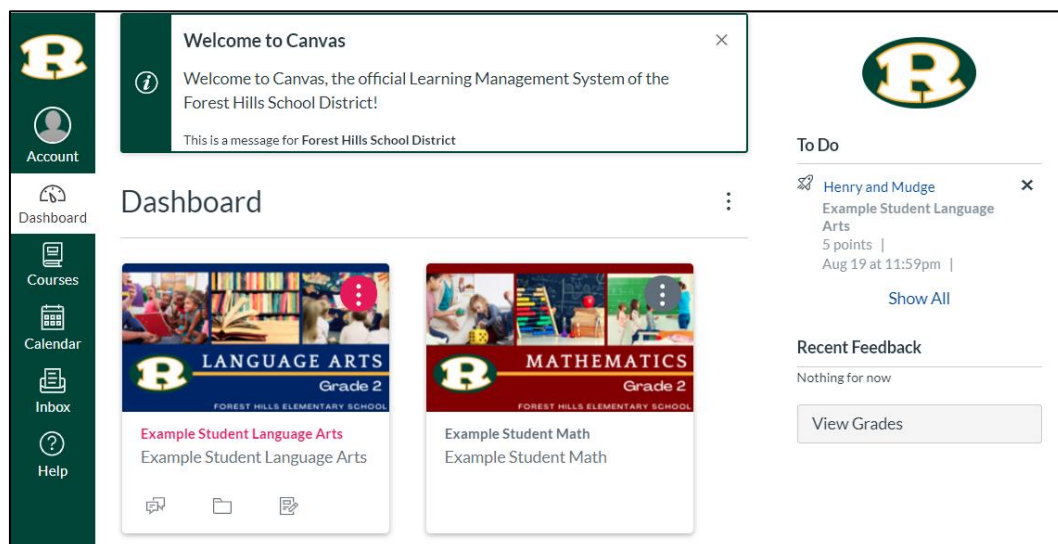 R
Account
Dashboard
Courses
Calendar
Inbox
Help
Welcome to Canvas
Welcome to Canvas, the official Learning Management System of the
Forest Hills School District!
This is a message for Forest Hills School District
Dashboard
LANGUAGE ARTS
R
Grade 2
FOREST HILLS ELEMENTARY SCHOOL
Example Student Language Arts
Example Student Language Arts
MATHEMATICS
R
Grade 2
FOREST HILLS ELEMENTARY SCHOOL
Example Student Math
Example Student Math
R
To Do
Henry and Mudge
Example Student Language
Arts
5 points |
Aug 19 at 11:59pm |
Show All
Recent Feedback
Nothing for now
View Grades